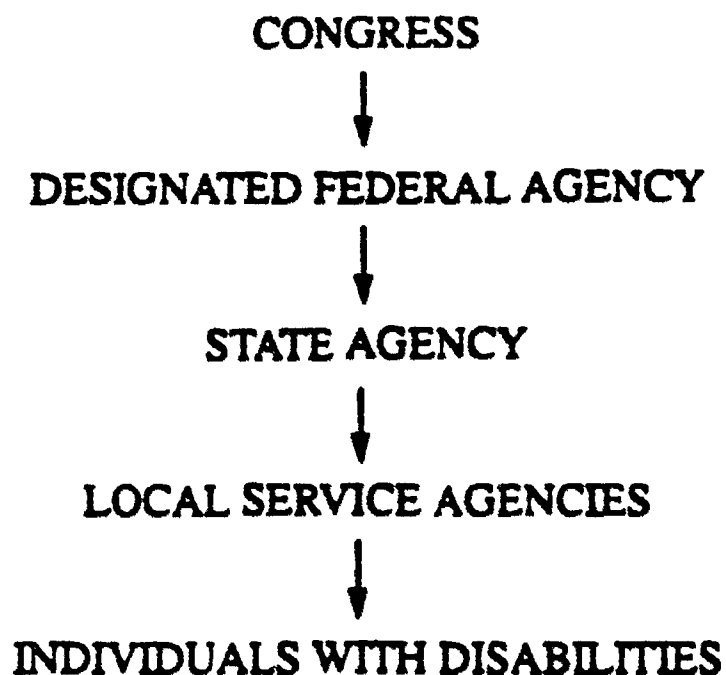 CONGRESS
DESIGNATED FEDERAL AGENCY
STATE AGENCY
LOCAL SERVICE AGENCIES
INDIVIDUALS WITH DISABILITIES